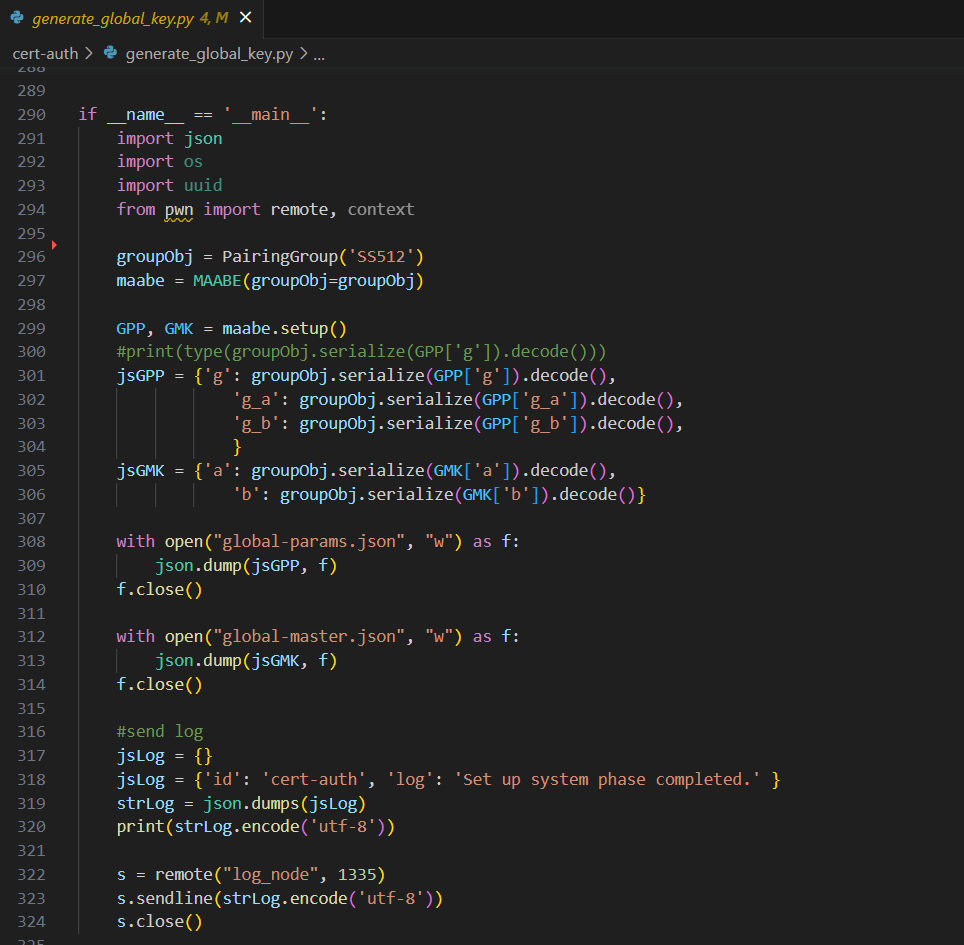 generate_global_key.py 4, M
cert-auth > generate_global_key.py > ...
288
289
290 if __name__ == '__main__':
291     import json
292     import os
293     import uuid
294     from pwn import remote, context
295
296     groupObj = PairingGroup('SS512')
297     maabe = MAABE(groupObj=groupObj)
298
299     GPP, GMK = maabe.setup()
300     #print(type(groupObj.serialize(GPP['g']).decode()))
301     jsGPP = {'g': groupObj.serialize(GPP['g']).decode(),
302                 'g_a': groupObj.serialize(GPP['g_a']).decode(),
303                 'g_b': groupObj.serialize(GPP['g_b']).decode(),
304                 }
305     jsGMK = {'a': groupObj.serialize(GMK['a']).decode(),
306                 'b': groupObj.serialize(GMK['b']).decode()}
307
308     with open("global-params.json", "w") as f:
309         json.dump(jsGPP, f)
310     f.close()
311
312     with open("global-master.json", "w") as f:
313         json.dump(jsGMK, f)
314     f.close()
315
316     #send log
317     jsLog = {}
318     jsLog = {'id': 'cert-auth', 'log': 'Set up system phase completed.' }
319     strLog = json.dumps(jsLog)
320     print(strLog.encode('utf-8'))
321
322     s = remote("log_node", 1335)
323     s.sendline(strLog.encode('utf-8'))
324     s.close()
325